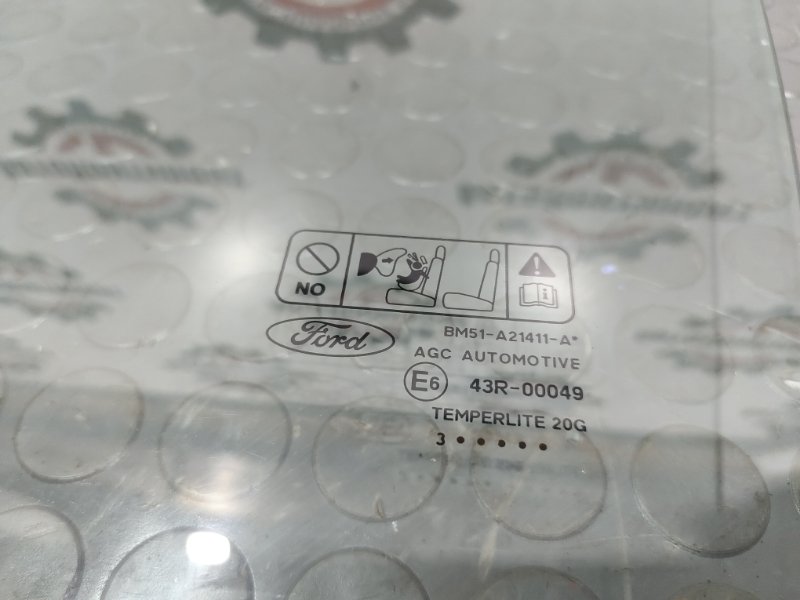 NO
Ford
BM51-A21411-A*
AGC AUTOMOTIVE
E6 43R-00049
TEMPERLITE 20G
3 • • • • •